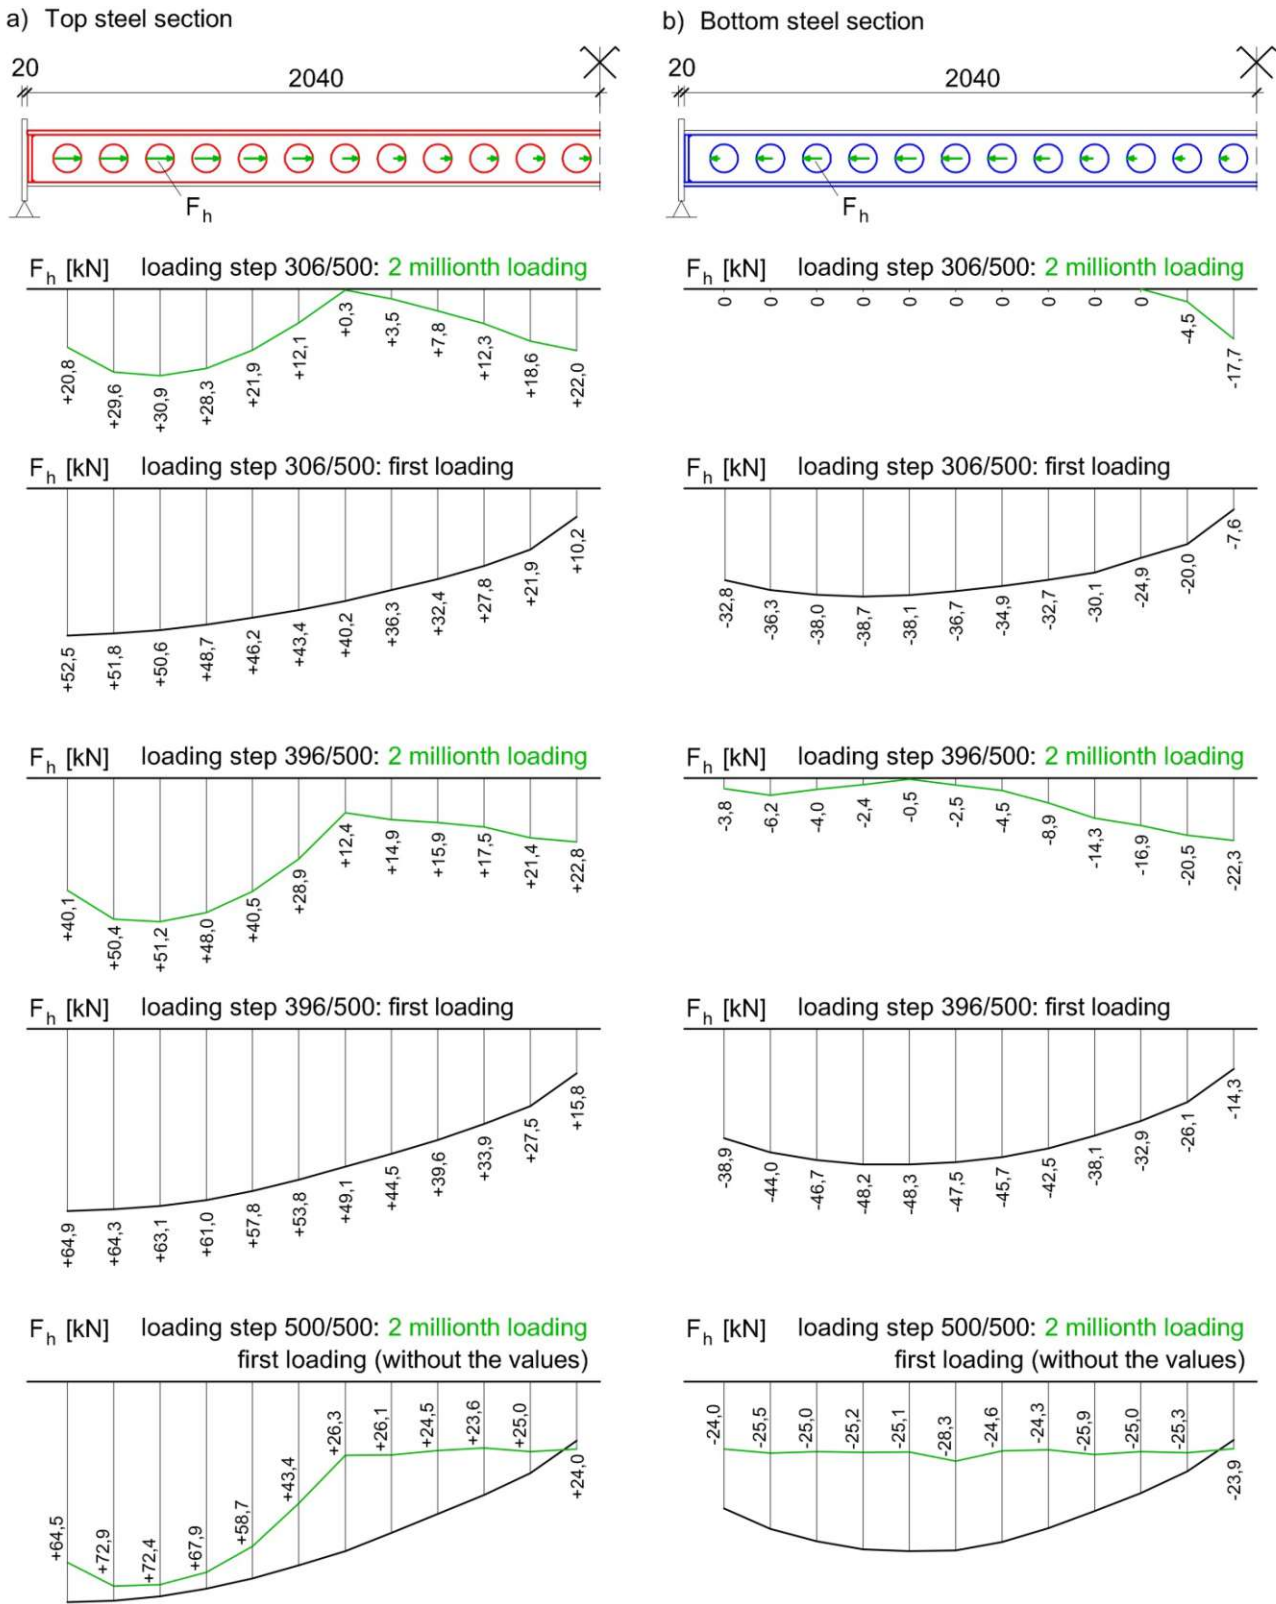 a) Top steel section
20
2040
F_h
F_h [kN] loading step 306/500: 2 millionth loading
+20,8 +29,6 +30,9 +28,3 +21,9 +12,1 +0,3 +3,5 +7,8 +12,3 +18,6 +22,0
F_h [kN] loading step 306/500: first loading
+52,5 +51,8 +50,6 +48,7 +46,2 +43,4 +40,2 +36,3 +32,4 +27,8 +21,9 +10,2
F_h [kN] loading step 396/500: 2 millionth loading
+40,1 +50,4 +51,2 +48,0 +40,5 +28,9 +12,4 +14,9 +15,9 +17,5 +21,4 +22,8
F_h [kN] loading step 396/500: first loading
+64,9 +64,3 +63,1 +61,0 +57,8 +53,8 +49,1 +44,5 +39,6 +33,9 +27,5 +15,8
F_h [kN] loading step 500/500: 2 millionth loading
first loading (without the values)
+64,5 +72,9 +72,4 +67,9 +58,7 +43,4 +26,3 +26,1 +24,5 +23,6 +25,0 +24,0
b) Bottom steel section
20
2040
F_h
F_h [kN] loading step 306/500: 2 millionth loading
0 0 0 0 0 0 0 0 0 0 -4,5 -17,7
F_h [kN] loading step 306/500: first loading
-32,8 -36,3 -38,0 -38,7 -38,1 -36,7 -34,9 -32,7 -30,1 -24,9 -20,0 -7,6
F_h [kN] loading step 396/500: 2 millionth loading
-3,8 -6,2 -4,0 -2,4 -0,5 -2,5 -4,5 -8,9 -14,3 -16,9 -20,5 -22,3
F_h [kN] loading step 396/500: first loading
-38,9 -44,0 -46,7 -48,2 -48,3 -47,5 -45,7 -42,5 -38,1 -32,9 -26,1 -14,3
F_h [kN] loading step 500/500: 2 millionth loading
first loading (without the values)
-24,0 -25,5 -25,0 -25,2 -25,1 -28,3 -24,6 -24,3 -25,9 -25,0 -25,3 -23,9